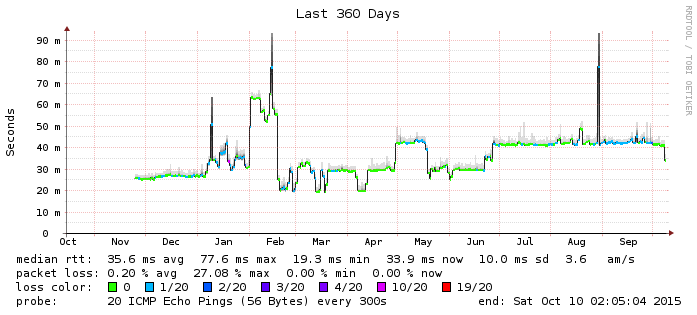 Last 360 Days
RRDTOOL / TOBI OETIKER
Seconds
90 m
80 m
70 m
60 m
50 m
40 m
30 m
20 m
10 m
0
Oct Nov Dec Jan Feb Mar Apr May Jun Jul Aug Sep
median rtt: 35.6 ms avg 77.6 ms max 19.3 ms min 33.9 ms now 10.0 ms sd 3.6 am/s
packet loss: 0.20 % avg 27.08 % max 0.00 % min 0.00 % now
loss color: 0 1/20 2/20 3/20 4/20 10/20 19/20
probe: 20 ICMP Echo Pings (56 Bytes) every 300s end: Sat Oct 10 02:05:04 2015